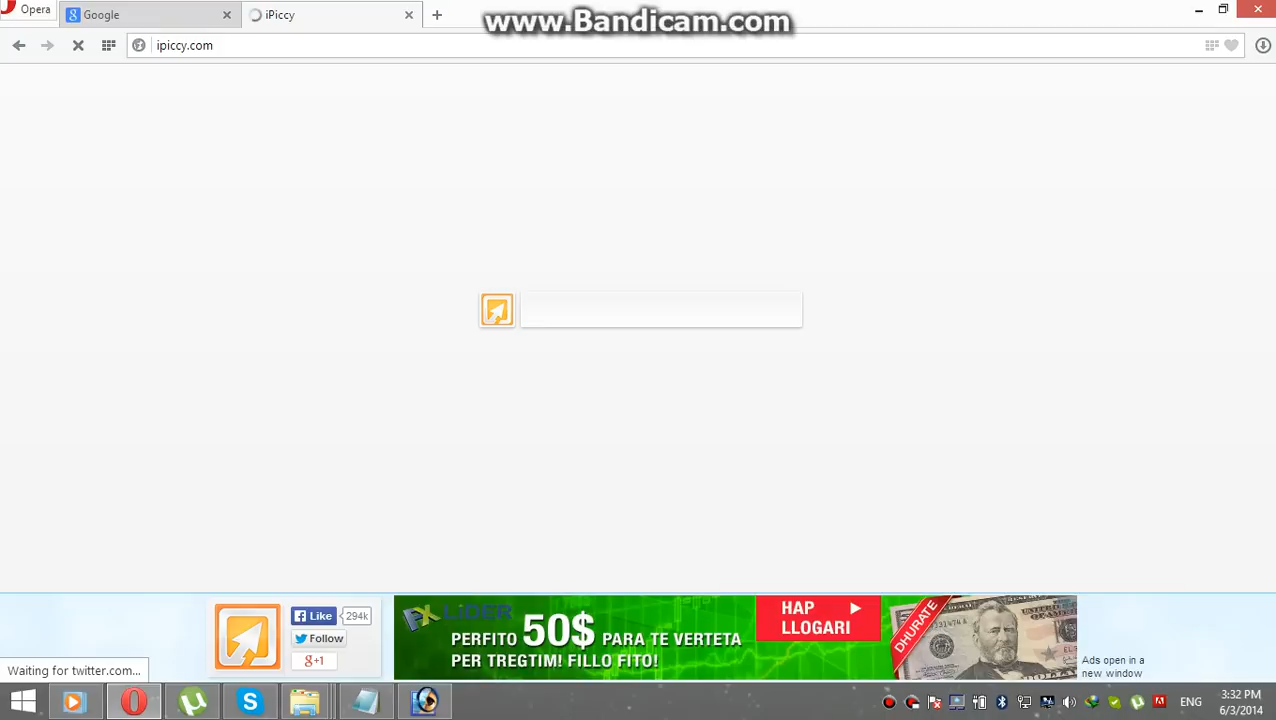 Opera
Google
iPiccy
www.Bandicam.com
ipiccy.com
Like
294k
Follow
g+1
FX LiDER
PERFITO 50$ PARA TE VERTETA
PER TREGTIM! FILLO FITO!
HAP
LLOGARI
DHURATE
Ads open in a
new window
Waiting for twitter.com...
ENG
3:32 PM
6/3/2014